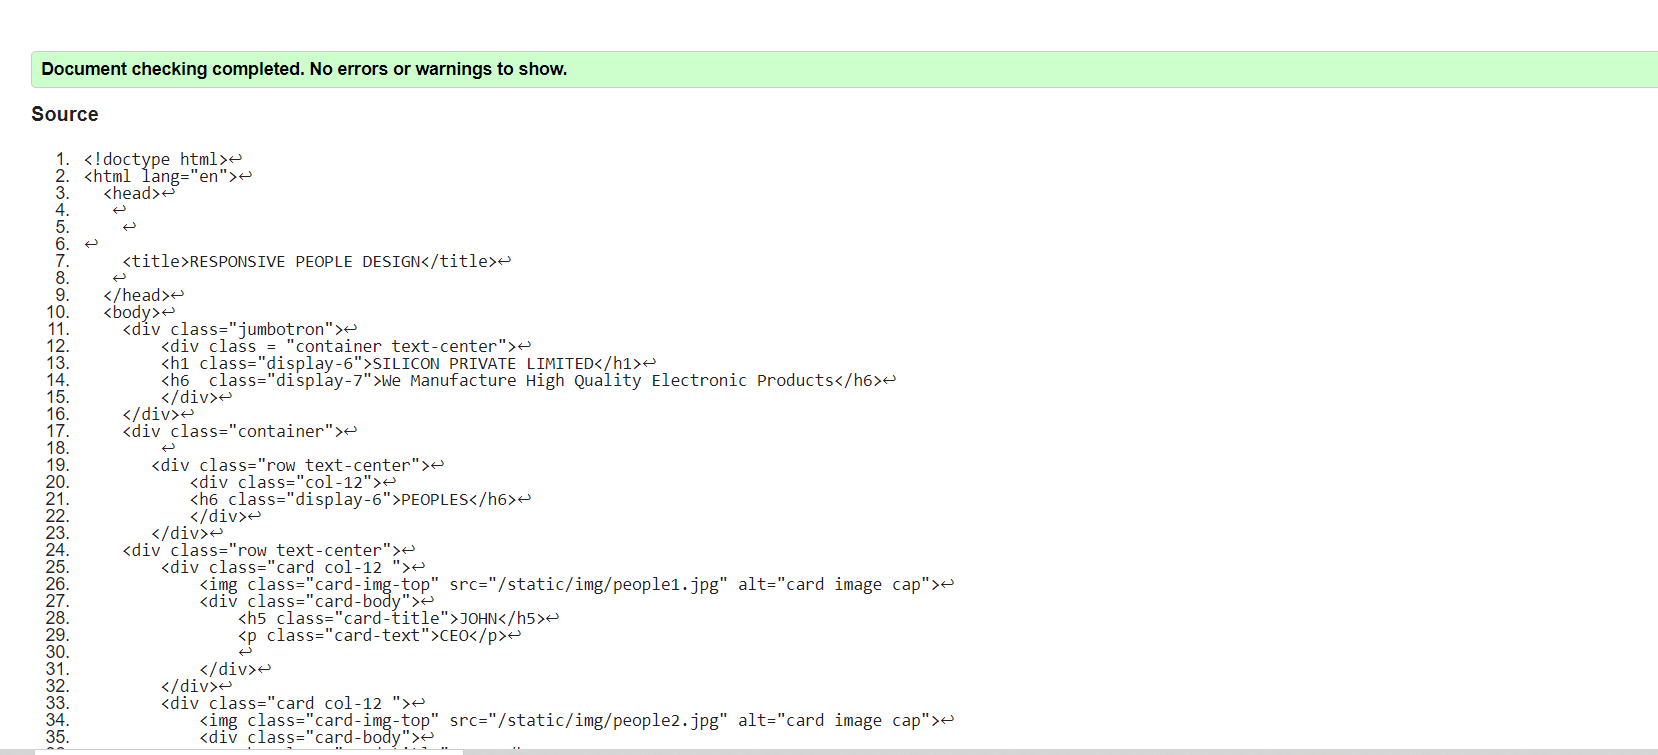 Document checking completed. No errors or warnings to show.
Source
1. <!doctype html>↩
2. <html lang="en">↩
3. <head>↩
4. ↩
5. ↩
6. ↩
7. <title>RESPONSIVE PEOPLE DESIGN</title>↩
8. ↩
9. </head>↩
10. <body>↩
11. <div class="jumbotron">↩
12. <div class = "container text-center">↩
13. <h1 class="display-6">SILICON PRIVATE LIMITED</h1>↩
14. <h6  class="display-7">We Manufacture High Quality Electronic Products</h6>↩
15. </div>↩
16. </div>↩
17. <div class="container">↩
18. ↩
19. <div class="row text-center">↩
20. <div class="col-12">↩
21. <h6 class="display-6">PEOPLES</h6>↩
22. </div>↩
23. </div>↩
24. <div class="row text-center">↩
25. <div class="card col-12 ">↩
26. <img class="card-img-top" src="/static/img/people1.jpg" alt="card image cap">↩
27. <div class="card-body">↩
28. <h5 class="card-title">JOHN</h5>↩
29. <p class="card-text">CEO</p>↩
30. ↩
31. </div>↩
32. </div>↩
33. <div class="card col-12 ">↩
34. <img class="card-img-top" src="/static/img/people2.jpg" alt="card image cap">↩
35. <div class="card-body">↩